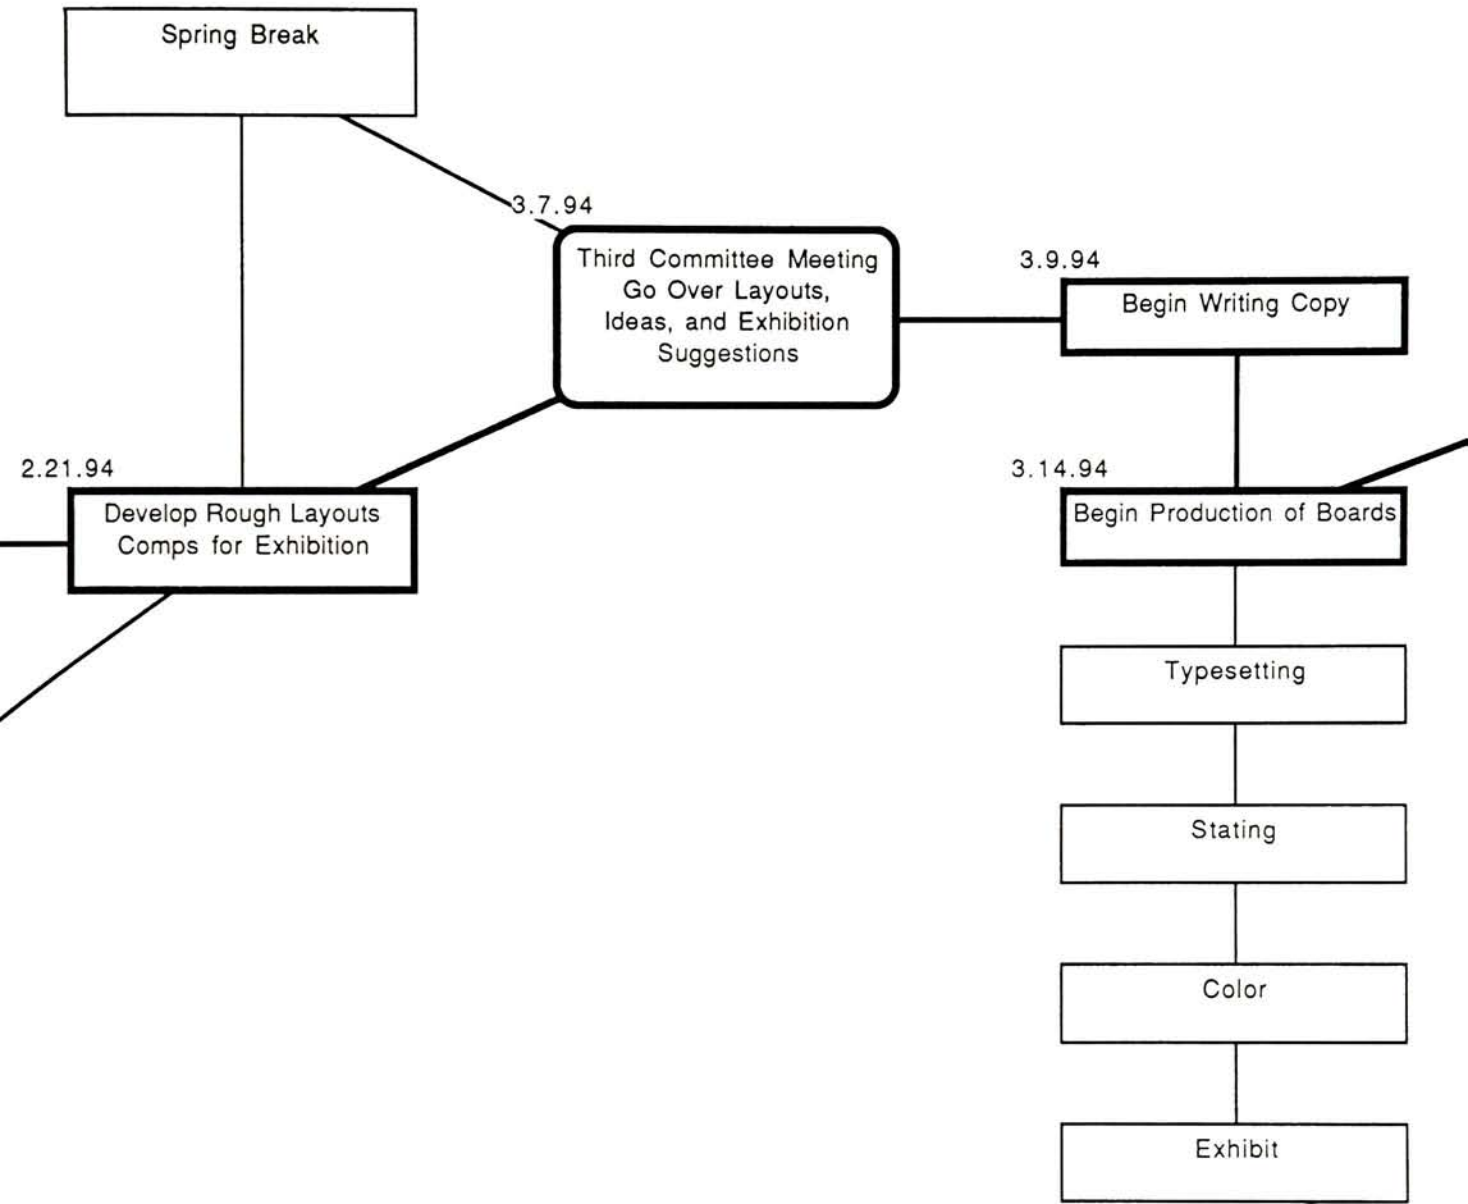 Spring Break
3.7.94
Third Committee Meeting
Go Over Layouts,
Ideas, and Exhibition
Suggestions
3.9.94
Begin Writing Copy
2.21.94
Develop Rough Layouts
Comps for Exhibition
3.14.94
Begin Production of Boards
Typesetting
Stating
Color
Exhibit